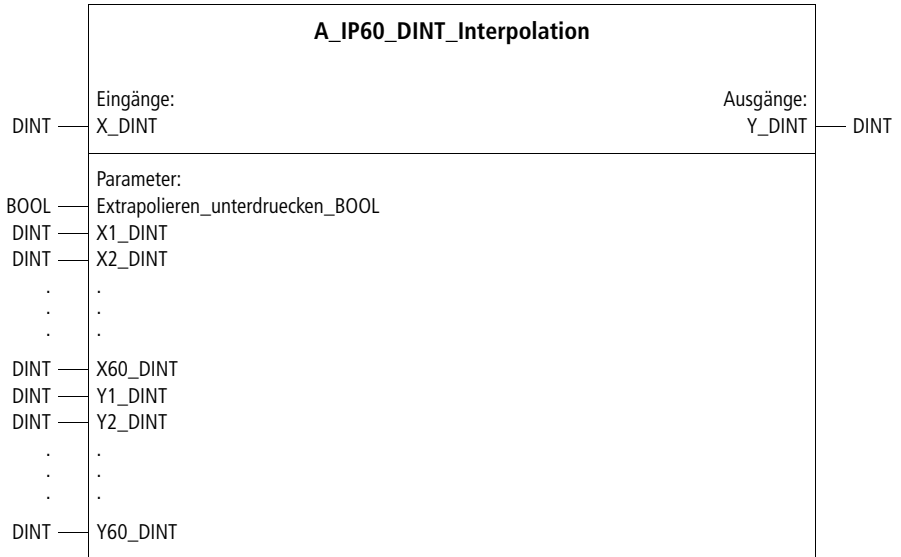 A_IP60_DINT_Interpolation
Eingänge: Ausgänge:
DINT X_DINT Y_DINT DINT
Parameter:
BOOL Extrapolieren_unterdruecken_BOOL
DINT X1_DINT
DINT X2_DINT
. .
. .
. .
DINT X60_DINT
DINT Y1_DINT
DINT Y2_DINT
. .
. .
. .
DINT Y60_DINT